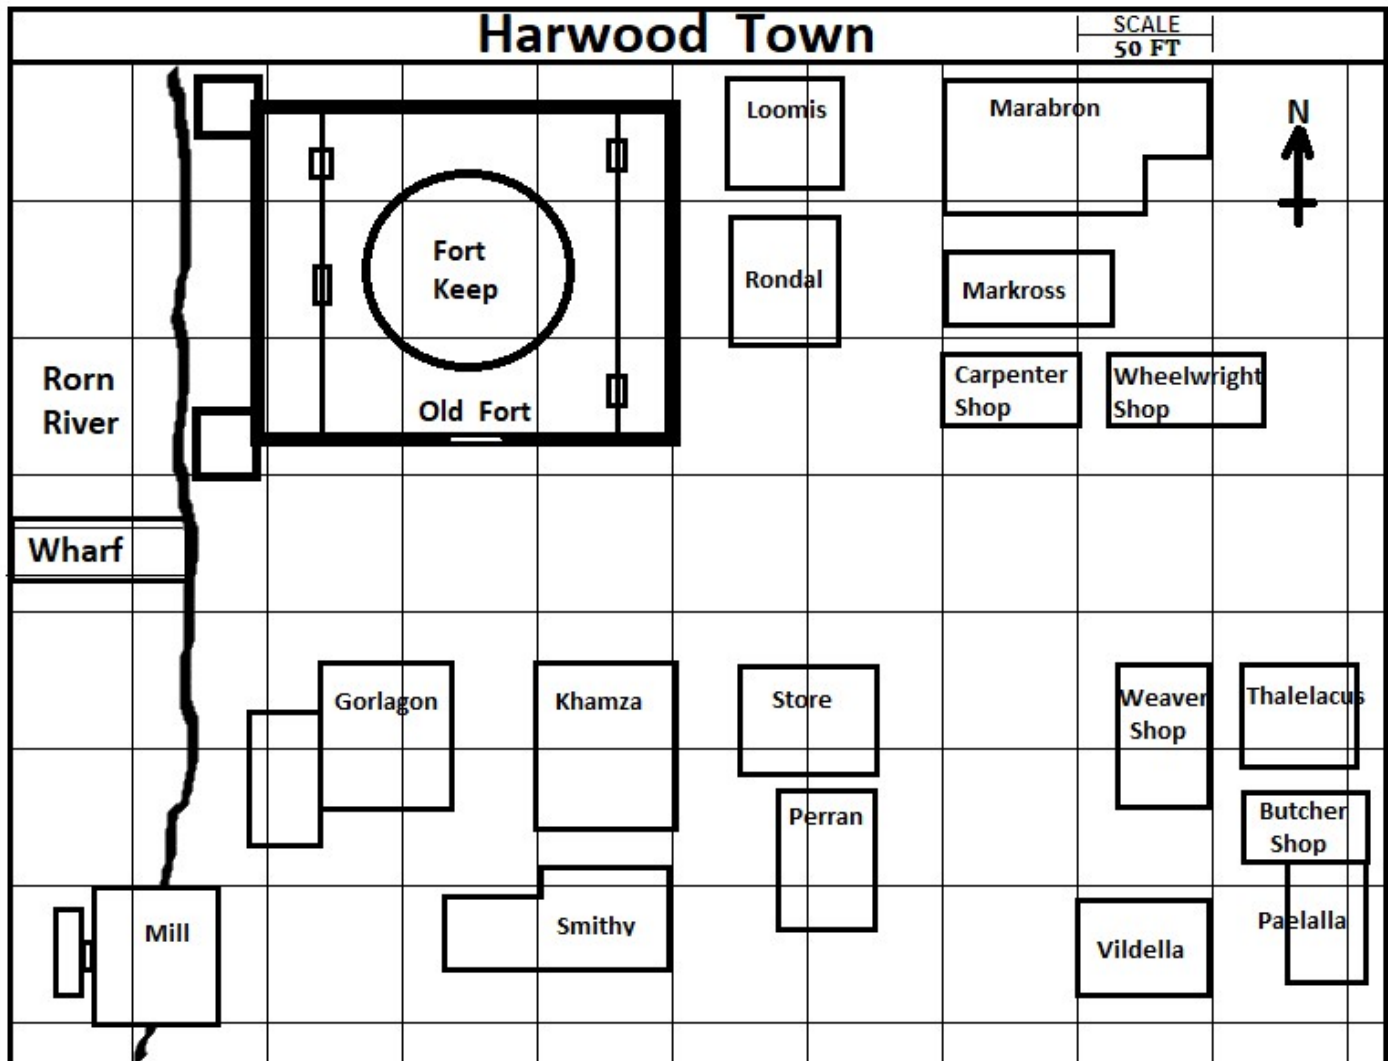 Harwood Town
SCALE
50 FT
N
Loomis
Marabron
Fort
Keep
Rondal
Markross
Rorn
River
Old Fort
Carpenter
Shop
Wheelwright
Shop
Wharf
Gorlagon
Khamza
Store
Weaver
Shop
Thalelacus
Perran
Butcher
Shop
Mill
Smithy
Vildella
Paelalla